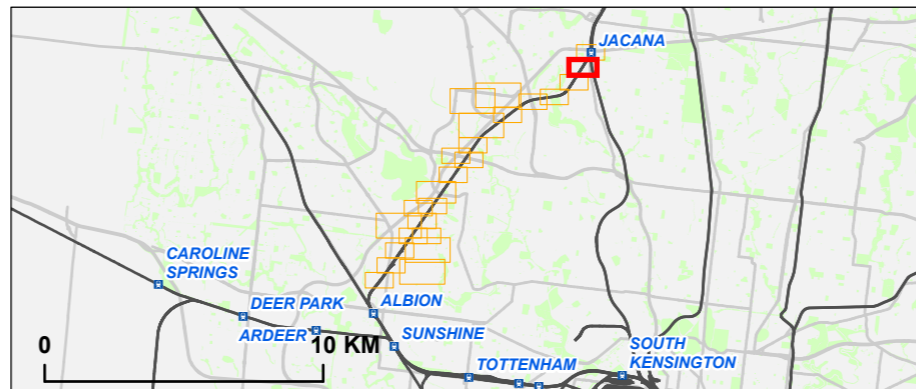 JACANA
CAROLINE
SPRINGS
DEER PARK
ALBION
ARDEER
SUNSHINE
0
10 KM
TOTTENHAM
SOUTH
KENSINGTON